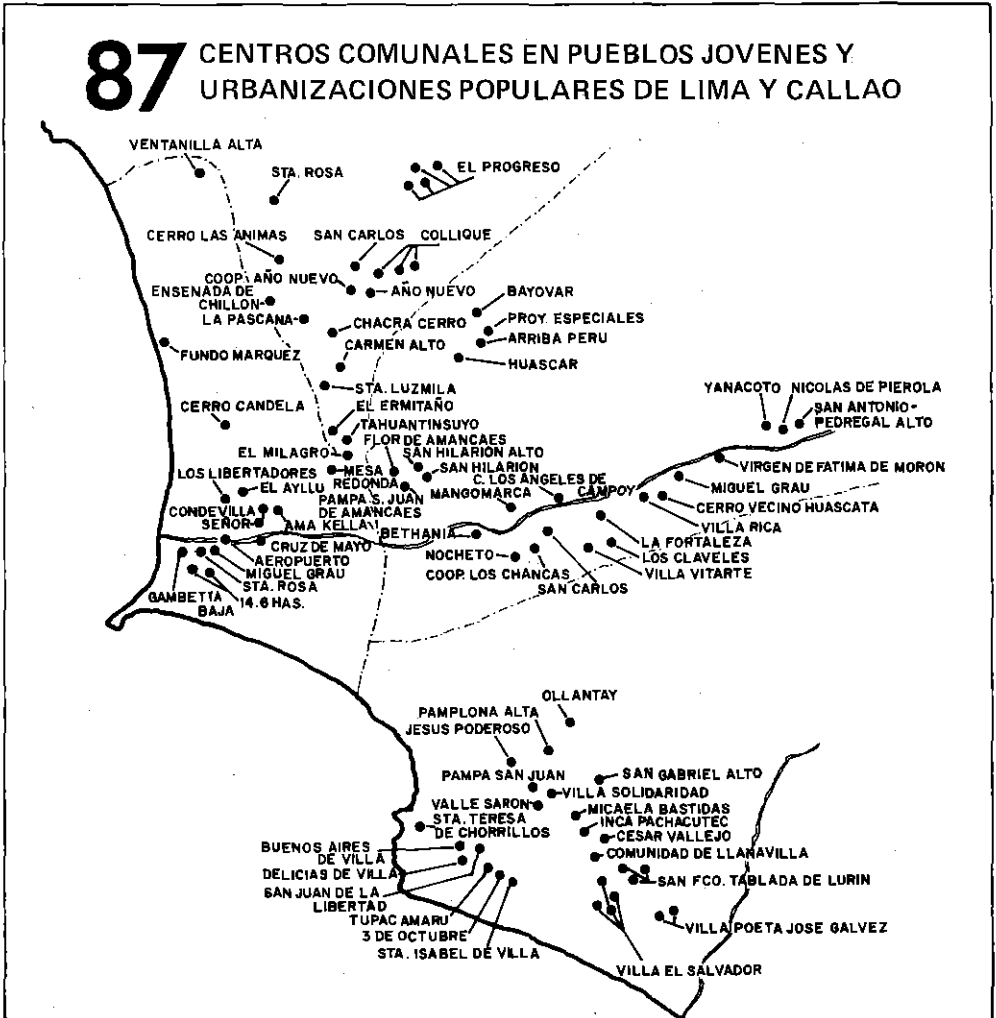 87 CENTROS COMUNALES EN PUEBLOS JOVENES Y
URBANIZACIONES POPULARES DE LIMA Y CALLAO
VENTANILLA ALTA
STA. ROSA
EL PROGRESO
CERRO LAS ANIMAS
SAN CARLOS
COLLIQUE
COOP. AÑO NUEVO
AÑO NUEVO
ENSENADA DE
CHILLON
LA PASCANA
BAYOVAR
PROY. ESPECIALES
ARRIBA PERU
HUASCAR
CHACRA CERRO
CARMEN ALTO
FUNDO MARQUEZ
STA. LUZMILA
CERRO CANDELA
EL ERMITAÑO
TAHUANTINSUYO
FLOR DE AMANCAES
EL MILAGRO
SAN HILARION ALTO
SAN HILARION
MESA
REDONDA
PAMPA S. JUAN
DE AMANCAES
LOS LIBERTADORES
EL AYLLU
CONDEVILLA
SEÑOR
AMA KELLA
CRUZ DE MAYO
AEROPUERTO
MIGUEL GRAU
STA. ROSA
14.6 HAS.
GAMBETTA
BAJA
YANACOTO
NICOLAS DE PIEROLA
SAN ANTONIO-
PEDREGAL ALTO
VIRGEN DE FATIMA DE MORON
MIGUEL GRAU
CERRO VECINO HUASCATA
VILLA RICA
C. LOS ANGELES DE
CAMPOY
MANGOMARCA
BETHANIA
NOCHETO
COOP. LOS CHANCAS
SAN CARLOS
LA FORTALEZA
LOS CLAVELES
VILLA VITARTE
OLLANTAY
PAMPLONA ALTA
JESUS PODEROSO
PAMPA SAN JUAN
SAN GABRIEL ALTO
VILLA SOLIDARIDAD
VALLE SARON
MICAELA BASTIDAS
INCA PACHACUTEC
STA. TERESA
DE CHORRILLOS
CESAR VALLEJO
COMUNIDAD DE LLANAVILLA
BUENOS AIRES
DE VILLA
DELICIAS DE VILLA
SAN JUAN DE LA
LIBERTAD
TUPAC AMARU
3 DE OCTUBRE
STA. ISABEL DE VILLA
SAN FCO. TABLADA DE LURIN
VILLA POETA JOSE GALVEZ
VILLA EL SALVADOR